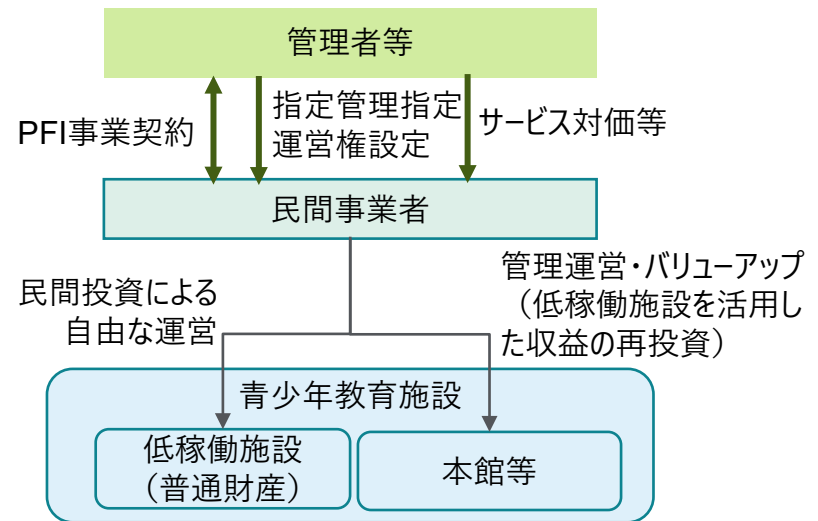 管理者等
PFI事業契約
指定管理指定
運営権設定
サービス対価等
民間事業者
民間投資による
自由な運営
管理運営・バリューアップ
（低稼働施設を活用し
た収益の再投資）
青少年教育施設
低稼働施設
（普通財産）
本館等